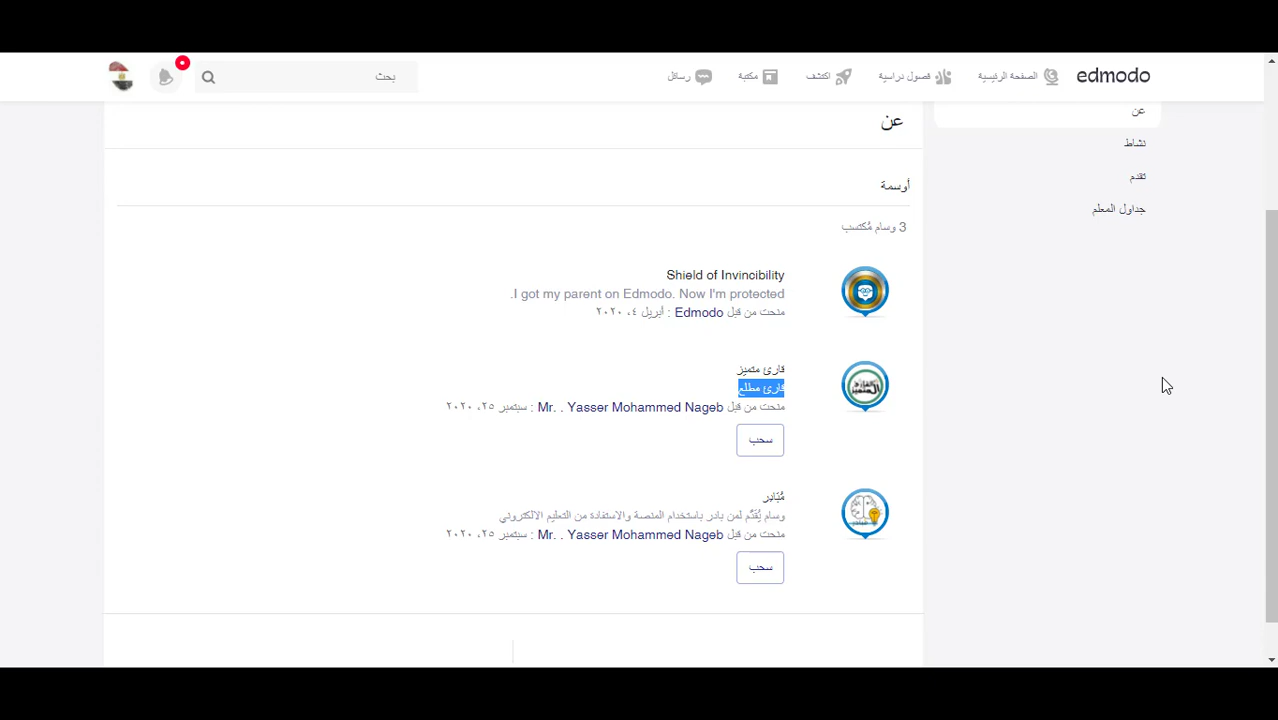 edmodo
الصفحة الرئيسية
فصول دراسية
اكتشف
مكتبة
رسائل
بحث
عن
نشاط
تقدم
جداول المعلم
عن
أوسمة
3 وسام مُكتسب
Shield of Invincibility
I got my parent on Edmodo. Now I'm protected.
منحت من قبل Edmodo : أبريل ٤، ٢٠٢٠
قارئ متميز
قارئ مطلع
منحت من قبل Mr. . Yasser Mohammed Nageb : سبتمبر ٢٥، ٢٠٢٠
سحب
مُبَادِر
وسام يُقَدَّم لمن بادر باستخدام المنصة والاستفادة من التعليم الالكتروني
منحت من قبل Mr. . Yasser Mohammed Nageb : سبتمبر ٢٥، ٢٠٢٠
سحب